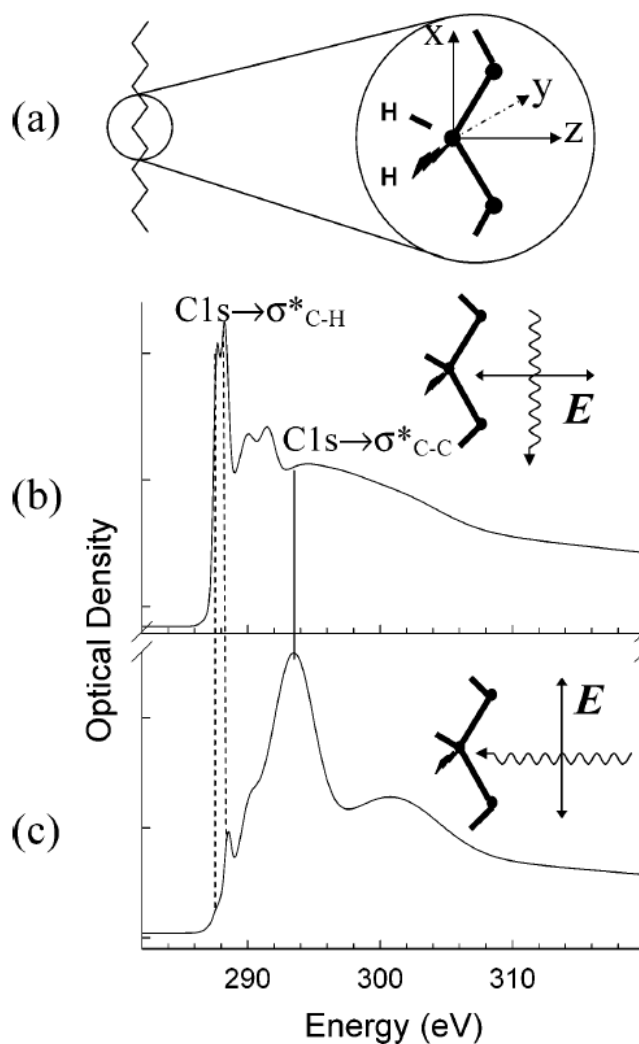 (a)
x
y
z
H
H
C1s→σ*C-H
E
C1s→σ*C-C
(b)
Optical Density
E
(c)
290 300 310
Energy (eV)